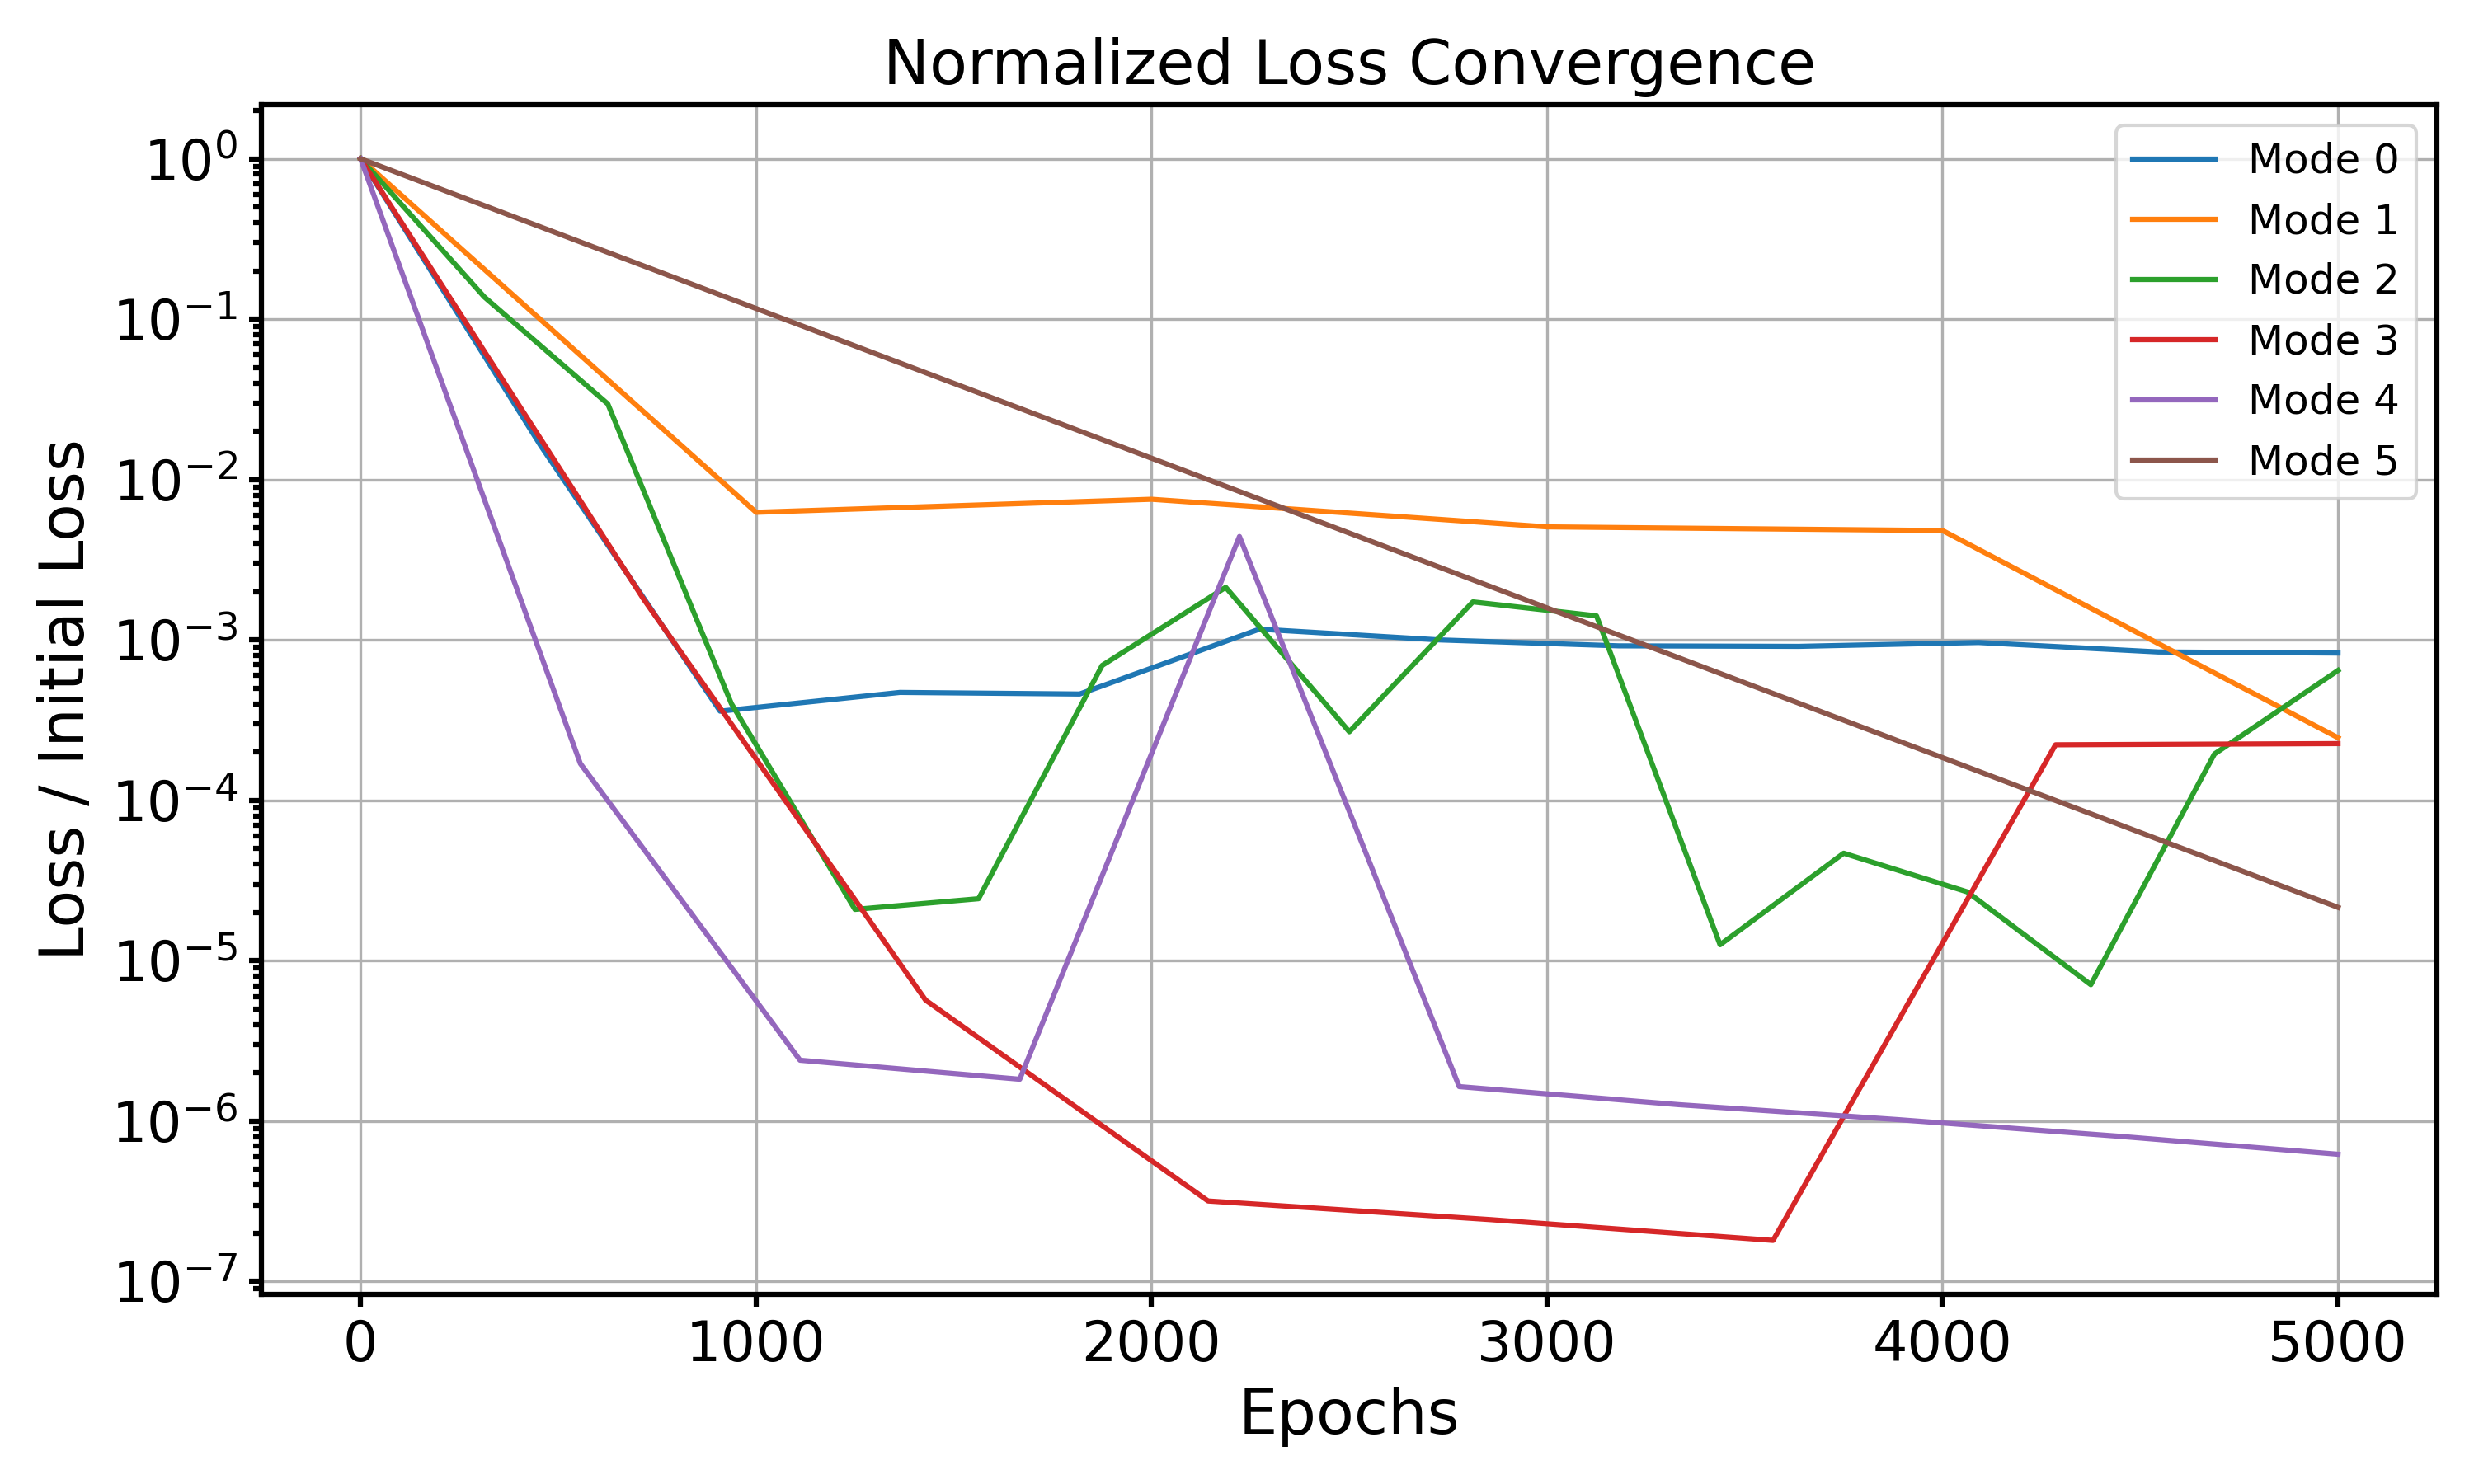 Normalized Loss Convergence
Loss / Initial Loss
10⁰
10⁻¹
10⁻²
10⁻³
10⁻⁴
10⁻⁵
10⁻⁶
10⁻⁷
Mode 0
Mode 1
Mode 2
Mode 3
Mode 4
Mode 5
0 1000 2000 3000 4000 5000
Epochs